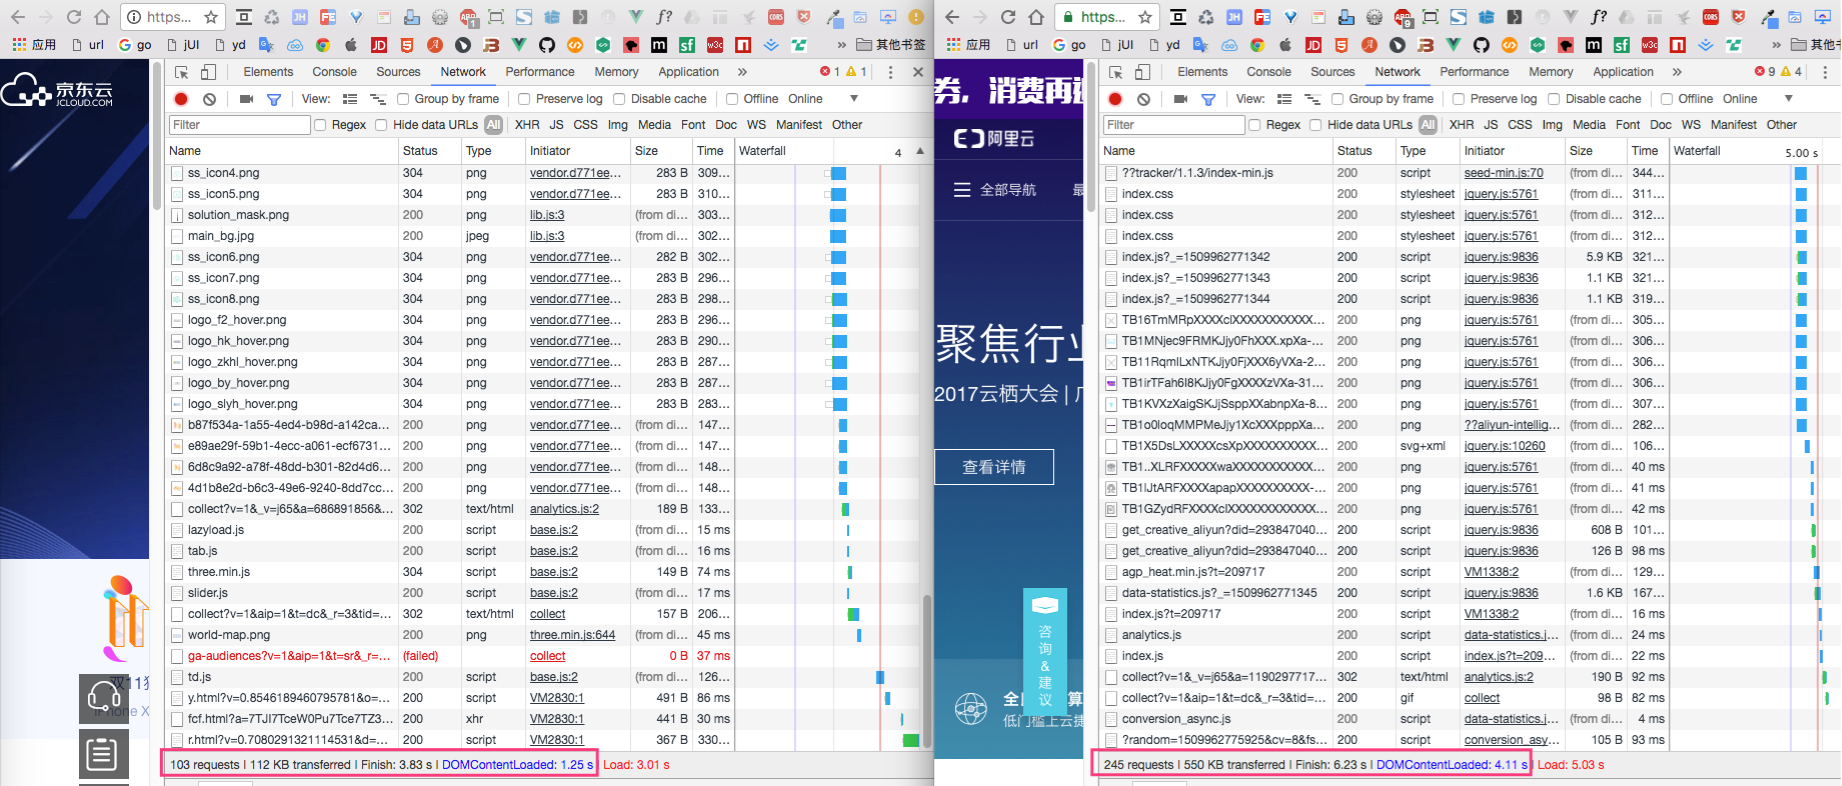 https...
https...
应用 url go jUI yd 其他书签
应用 url go jUI yd 其他书
京东云
JCLOUD.COM
双11
iPhone X
Elements Console Sources Network Performance Memory Application » 1 1
View: Group by frame Preserve log Disable cache Offline Online
Filter Regex Hide data URLs All XHR JS CSS Img Media Font Doc WS Manifest Other
Name Status Type Initiator Size Time Waterfall 4
ss_icon4.png 304 png vendor.d771ee... 283 B 309...
ss_icon5.png 304 png vendor.d771ee... 283 B 310...
solution_mask.png 200 png lib.js:3 (from di... 303...
main_bg.jpg 200 jpeg lib.js:3 (from di... 302...
ss_icon6.png 304 png vendor.d771ee... 282 B 302...
ss_icon7.png 304 png vendor.d771ee... 283 B 296...
ss_icon8.png 304 png vendor.d771ee... 283 B 298...
logo_f2_hover.png 304 png vendor.d771ee... 283 B 296...
logo_hk_hover.png 304 png vendor.d771ee... 283 B 290...
logo_zkhl_hover.png 304 png vendor.d771ee... 283 B 287...
logo_by_hover.png 304 png vendor.d771ee... 283 B 287...
logo_slyh_hover.png 304 png vendor.d771ee... 283 B 283...
b87f534a-1a55-4ed4-b98d-a142ca... 200 png vendor.d771ee... (from di... 147...
e89ae29f-59b1-4ecc-a061-ecf6731... 200 png vendor.d771ee... (from di... 147...
6d8c9a92-a78f-48dd-b301-82d4d6... 200 png vendor.d771ee... (from di... 148...
4d1b8e2d-b6c3-49e6-9240-8dd7cc... 200 png vendor.d771ee... (from di... 148...
collect?v=1&_v=j65&a=686891856&... 302 text/html analytics.js:2 189 B 133...
lazyload.js 200 script base.js:2 (from di... 15 ms
tab.js 200 script base.js:2 (from di... 16 ms
three.min.js 304 script base.js:2 149 B 74 ms
slider.js 200 script base.js:2 (from di... 17 ms
collect?v=1&aip=1&t=dc&_r=3&tid=... 302 text/html collect 157 B 206...
world-map.png 200 png three.min.js:644 (from di... 45 ms
ga-audiences?v=1&aip=1&t=sr&_r=... (failed) collect 0 B 37 ms
td.js 200 script base.js:2 (from di... 126...
y.html?v=0.8546189460795781&o=... 200 script VM2830:1 491 B 86 ms
fcf.html?a=7TJI7TceW0Pu7Tce7TZ3... 200 xhr VM2830:1 441 B 30 ms
r.html?v=0.7080291321114531&d=... 200 script VM2830:1 367 B 330...
103 requests | 112 KB transferred | Finish: 3.83 s | DOMContentLoaded: 1.25 s | Load: 3.01 s
券，消费再
阿里云
全部导航
聚焦行业
2017云栖大会 |
查看详情
咨询&建议
低门槛上云
Elements Console Sources Network Performance Memory Application » 9 4
View: Group by frame Preserve log Disable cache Offline Online
Filter Regex Hide data URLs All XHR JS CSS Img Media Font Doc WS Manifest Other
Name Status Type Initiator Size Time Waterfall 5.00 s
??tracker/1.1.3/index-min.js 200 script seed-min.js:70 (from di... 344...
index.css 200 stylesheet jquery.js:5761 (from di... 311...
index.css 200 stylesheet jquery.js:5761 (from di... 312...
index.css 200 stylesheet jquery.js:5761 (from di... 312...
index.js?_=1509962771342 200 script jquery.js:9836 5.9 KB 321...
index.js?_=1509962771343 200 script jquery.js:9836 1.1 KB 321...
index.js?_=1509962771344 200 script jquery.js:9836 1.1 KB 319...
TB16TmMRpXXXXclXXXXXXXXXXX... 200 png jquery.js:5761 (from di... 305...
TB1MNjec9FRMKJjy0FhXXX.xpXa-... 200 png jquery.js:5761 (from di... 306...
TB11RqmILxNTKJjy0FjXXX6yVXa-2... 200 png jquery.js:5761 (from di... 306...
TB1irTFah6I8KJjy0FgXXXXzVXa-31... 200 png jquery.js:5761 (from di... 306...
TB1KVXzXaigSKJjSsppXXabnpXa-8... 200 png jquery.js:5761 (from di... 307...
TB1o0loqMMPMeJjy1XcXXXpppXa... 200 png ??aliyun-intellig... (from di... 282...
TB1X5DsLXXXXXcsXpXXXXXXXXXX... 200 svg+xml jquery.js:10260 (from di... 106...
TB1..XLRFXXXXXwaXXXXXXXXXXX... 200 png jquery.js:5761 (from di... 40 ms
TB1lJtARFXXXXapapXXXXXXXXXX-... 200 png jquery.js:5761 (from di... 41 ms
TB1GZydRFXXXXclXXXXXXXXXXXX... 200 png jquery.js:5761 (from di... 42 ms
get_creative_aliyun?did=293847040... 200 script jquery.js:9836 608 B 101...
get_creative_aliyun?did=293847040... 200 script jquery.js:9836 126 B 98 ms
agp_heat.min.js?t=209717 200 script VM1338:2 (from di... 129...
data-statistics.js?_=1509962771345 200 script jquery.js:9836 1.6 KB 167...
index.js?t=209717 200 script VM1338:2 (from di... 16 ms
analytics.js 200 script data-statistics.j... (from di... 24 ms
index.js 200 script index.js?t=209... (from di... 22 ms
collect?v=1&_v=j65&a=1190297717... 302 text/html analytics.js:2 190 B 92 ms
collect?v=1&aip=1&t=dc&_r=3&tid=... 200 gif collect 98 B 82 ms
conversion_async.js 200 script data-statistics.j... (from di... 4 ms
?random=1509962775925&cv=8&fs... 200 script conversion_asy... 105 B 93 ms
245 requests | 550 KB transferred | Finish: 6.23 s | DOMContentLoaded: 4.11 s | Load: 5.03 s